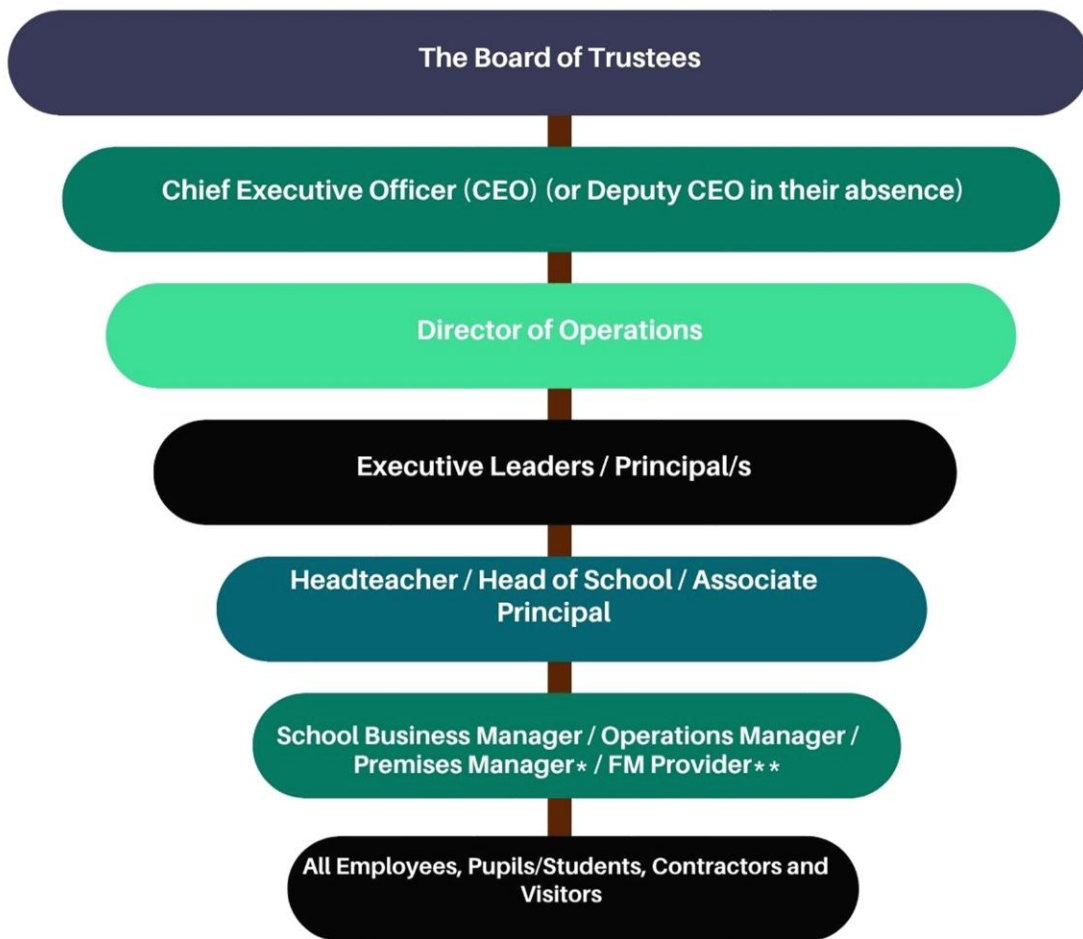 The Board of Trustees
Chief Executive Officer (CEO) (or Deputy CEO in their absence)
Director of Operations
Executive Leaders / Principal/s
Headteacher / Head of School / Associate
Principal
School Business Manager / Operations Manager /
Premises Manager* / FM Provider**
All Employees, Pupils/Students, Contractors and
Visitors